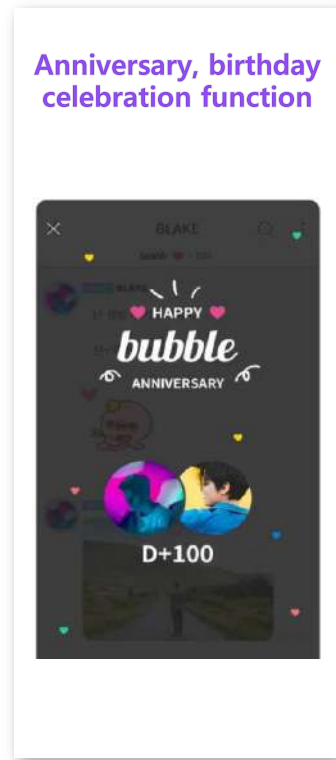 Anniversary, birthday
celebration function
BLAKE
HAPPY
bubble
ANNIVERSARY
D+100